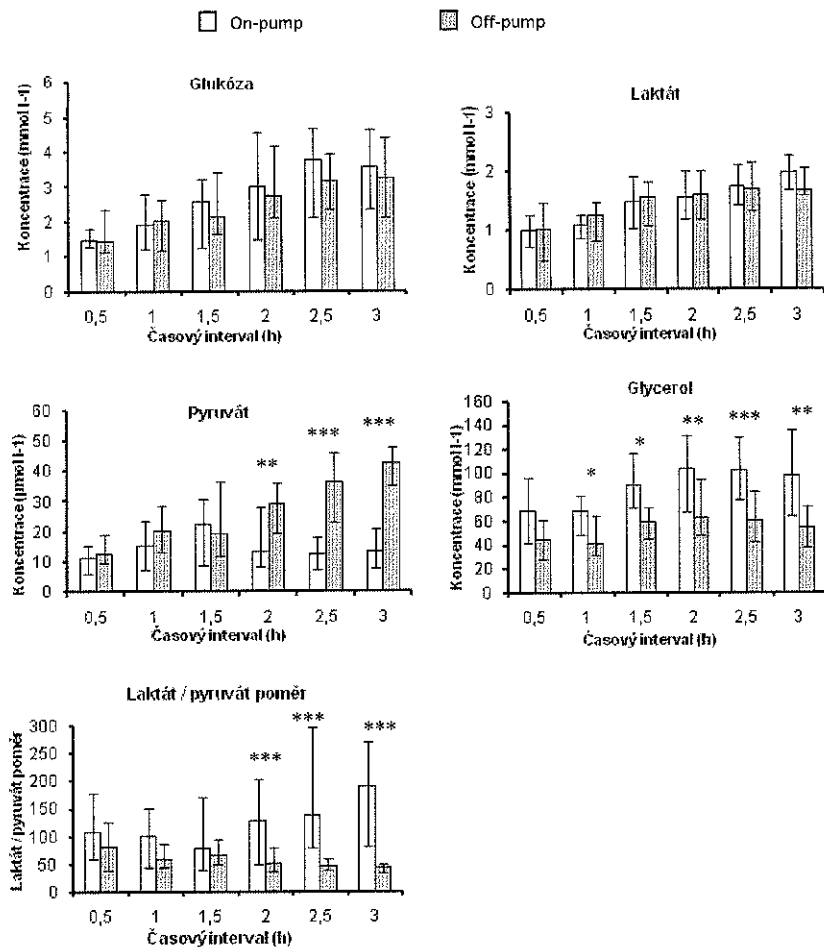 On-pump
Off-pump
Glukóza
Koncentrace (mmol l-1)
6
5
4
3
2
1
0
0,5 1 1,5 2 2,5 3
Časový interval (h)
Laktát
Koncentrace (mmol l-1)
3
2
1
0
0,5 1 1,5 2 2,5 3
Časový interval (h)
Pyruvát
Koncentrace (µmol l-1)
60
50
40
30
20
10
0
** *** ***
0,5 1 1,5 2 2,5 3
Časový interval (h)
Glycerol
Koncentrace (mmol l-1)
160
140
120
100
80
60
40
20
0
* * ** *** **
0,5 1 1,5 2 2,5 3
Časový interval (h)
Laktát / pyruvát poměr
Laktát / pyruvát poměr
300
250
200
150
100
50
0
*** *** ***
0,5 1 1,5 2 2,5 3
Časový interval (h)